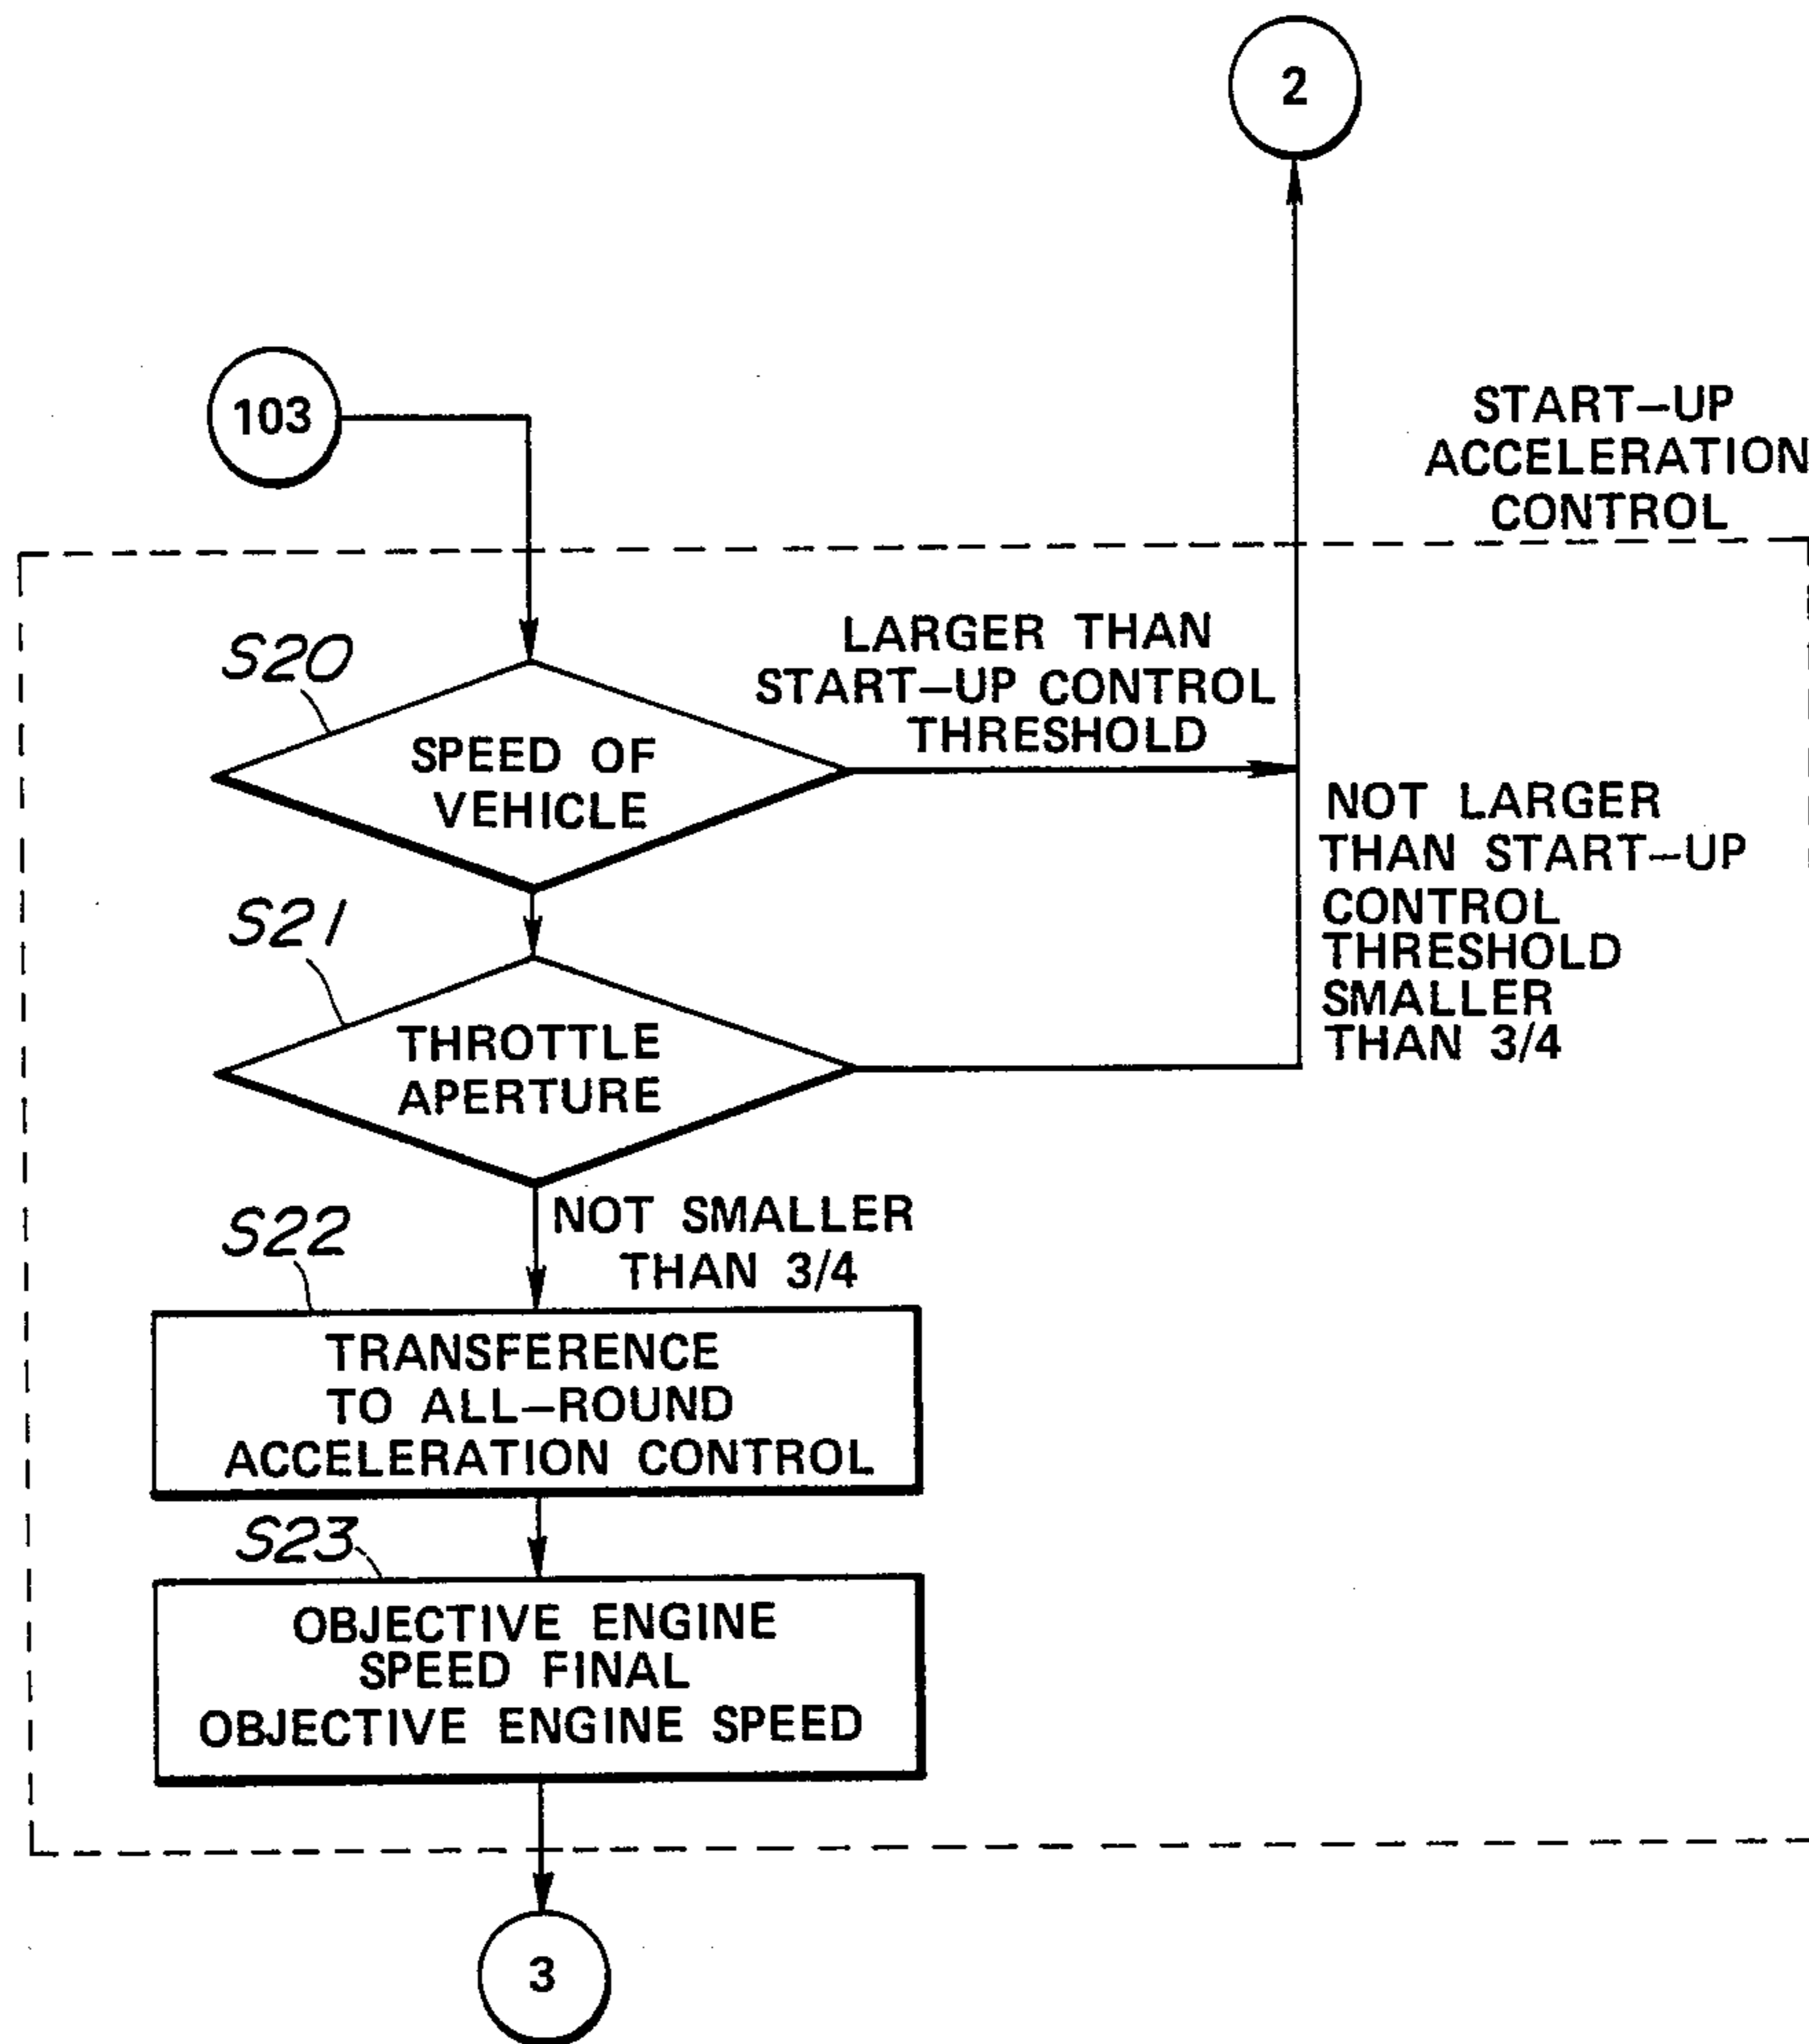 2
103
START-UP
ACCELERATION
CONTROL
S20
LARGER THAN
START-UP CONTROL
THRESHOLD
SPEED OF
VEHICLE
NOT LARGER
THAN START-UP
CONTROL
THRESHOLD
SMALLER
THAN 3/4
S21
THROTTLE
APERTURE
NOT SMALLER
THAN 3/4
S22
TRANSFERENCE
TO ALL-ROUND
ACCELERATION CONTROL
S23
OBJECTIVE ENGINE
SPEED FINAL
OBJECTIVE ENGINE SPEED
3